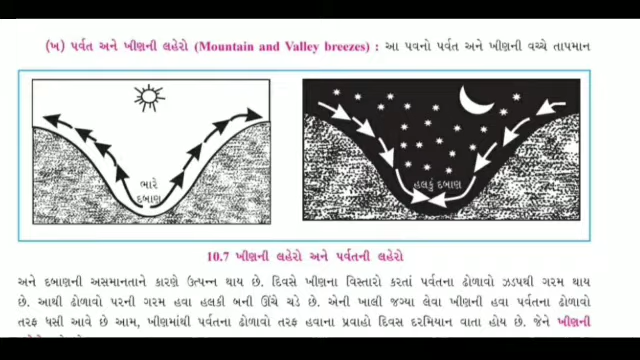 (ખ) પર્વત અને ખીણની લહેરો (Mountain and Valley breezes) : આ પવનો પર્વત અને ખીણની વચ્ચે તાપમાન
ભારે
દબાણ
હલકું દબાણ
10.7 ખીણની લહેરો અને પર્વતની લહેરો
અને દબાણની અસમાનતાને કારણે ઉત્પન્ન થાય છે. દિવસે ખીણના વિસ્તારો કરતાં પર્વતના ઢોળાવો ઝડપથી ગરમ થાય
છે. આથી ઢોળાવો પરની ગરમ હવા હલકી બની ઊંચે ચડે છે. એની ખાલી જગ્યા લેવા ખીણની હવા પર્વતના ઢોળાવો
તરફ ધસી આવે છે આમ, ખીણમાંથી પર્વતના ઢોળાવો તરફ હવાના પ્રવાહો દિવસ દરમિયાન વાતા હોય છે. જેને ખીણની